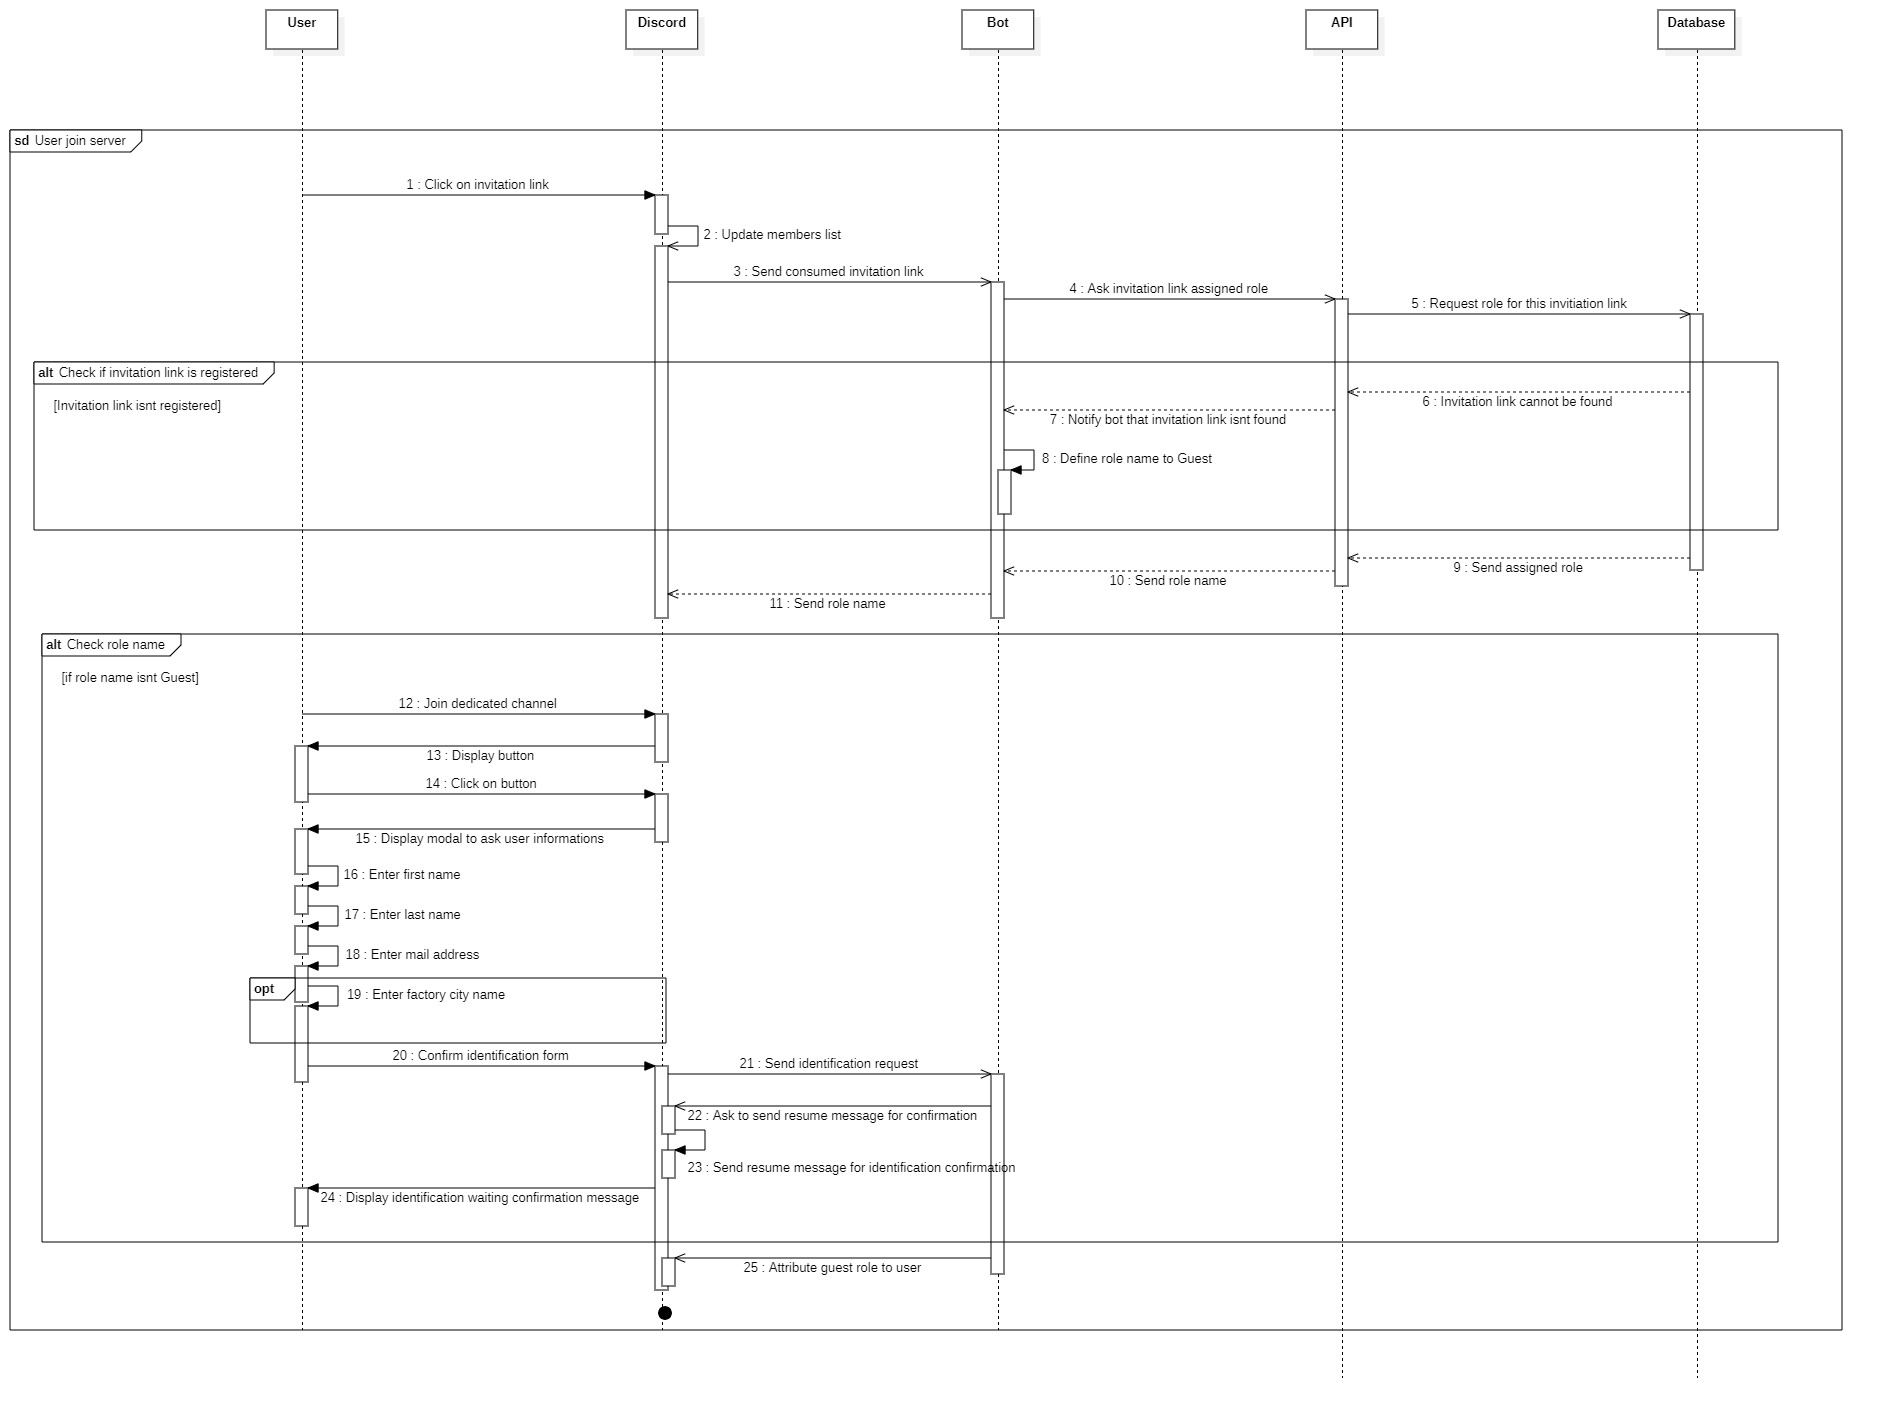 User
Discord
Bot
API
Database
sd User join server
1 : Click on invitation link
2 : Update members list
3 : Send consumed invitation link
4 : Ask invitation link assigned role
5 : Request role for this invitiation link
alt Check if invitation link is registered
[Invitation link isnt registered]
6 : Invitation link cannot be found
7 : Notify bot that invitation link isnt found
8 : Define role name to Guest
9 : Send assigned role
10 : Send role name
11 : Send role name
alt Check role name
[if role name isnt Guest]
12 : Join dedicated channel
13 : Display button
14 : Click on button
15 : Display modal to ask user informations
16 : Enter first name
17 : Enter last name
18 : Enter mail address
opt
19 : Enter factory city name
20 : Confirm identification form
21 : Send identification request
22 : Ask to send resume message for confirmation
23 : Send resume message for identification confirmation
24 : Display identification waiting confirmation message
25 : Attribute guest role to user